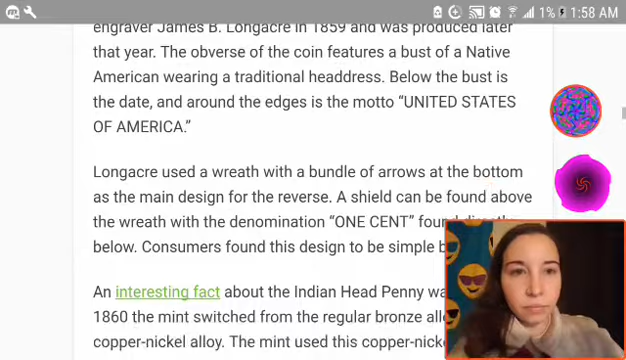 1% 1:58 AM
engraver James B. Longacre in 1859 and was produced later
that year. The obverse of the coin features a bust of a Native
American wearing a traditional headdress. Below the bust is
the date, and around the edges is the motto “UNITED STATES
OF AMERICA.”
Longacre used a wreath with a bundle of arrows at the bottom
as the main design for the reverse. A shield can be found above
the wreath with the denomination “ONE CENT” found directly
below. Consumers found this design to be simple
An interesting fact about the Indian Head Penny
1860 the mint switched from the regular bronze
copper-nickel alloy. The mint used this